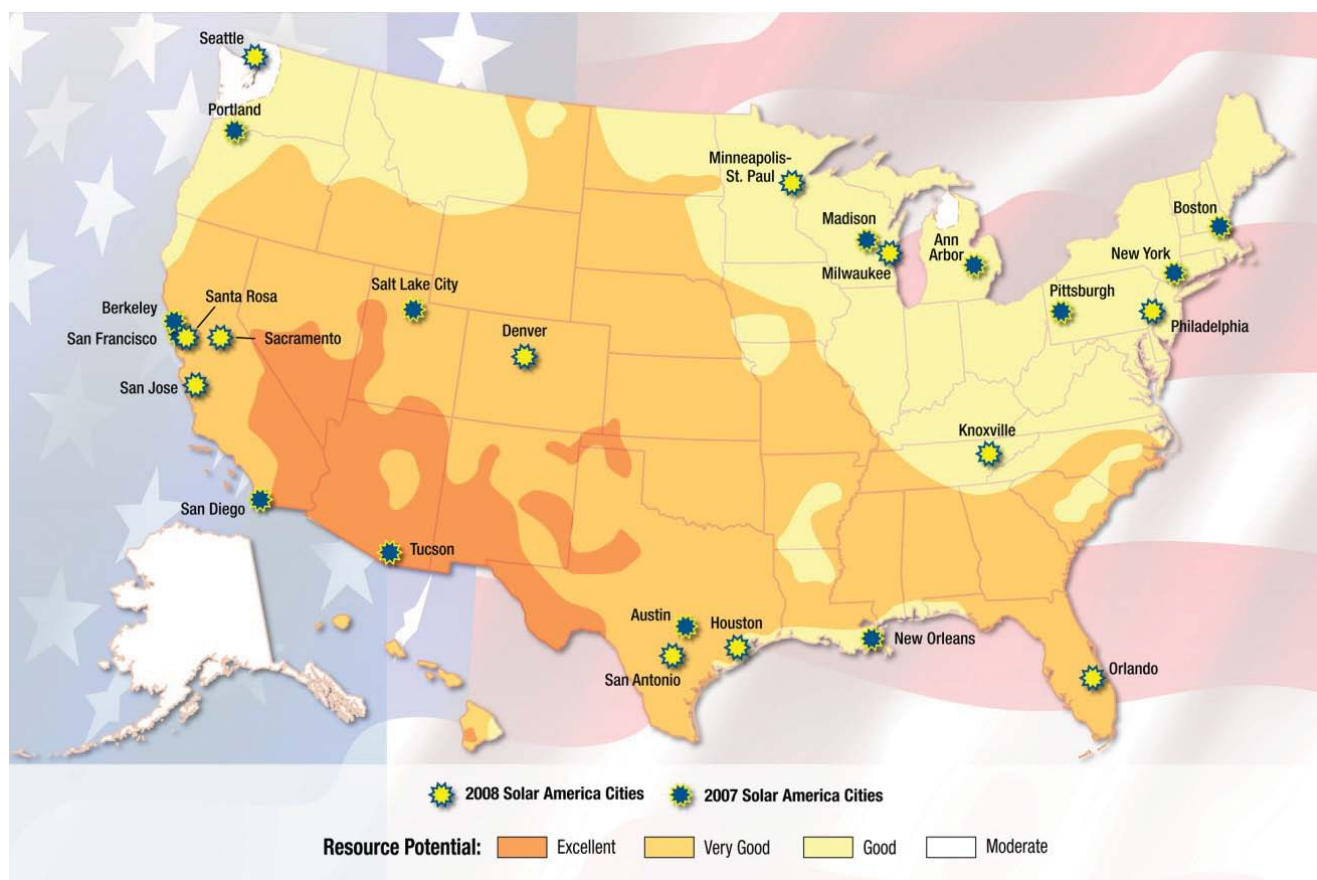 Seattle
Portland
Minneapolis-
St. Paul
Madison
Milwaukee
Ann
Arbor
Boston
New York
Pittsburgh
Philadelphia
Salt Lake City
Berkeley
Santa Rosa
San Francisco
Sacramento
Denver
San Jose
Knoxville
San Diego
Tucson
Austin
Houston
New Orleans
San Antonio
Orlando
2008 Solar America Cities
2007 Solar America Cities
Resource Potential:
Excellent
Very Good
Good
Moderate